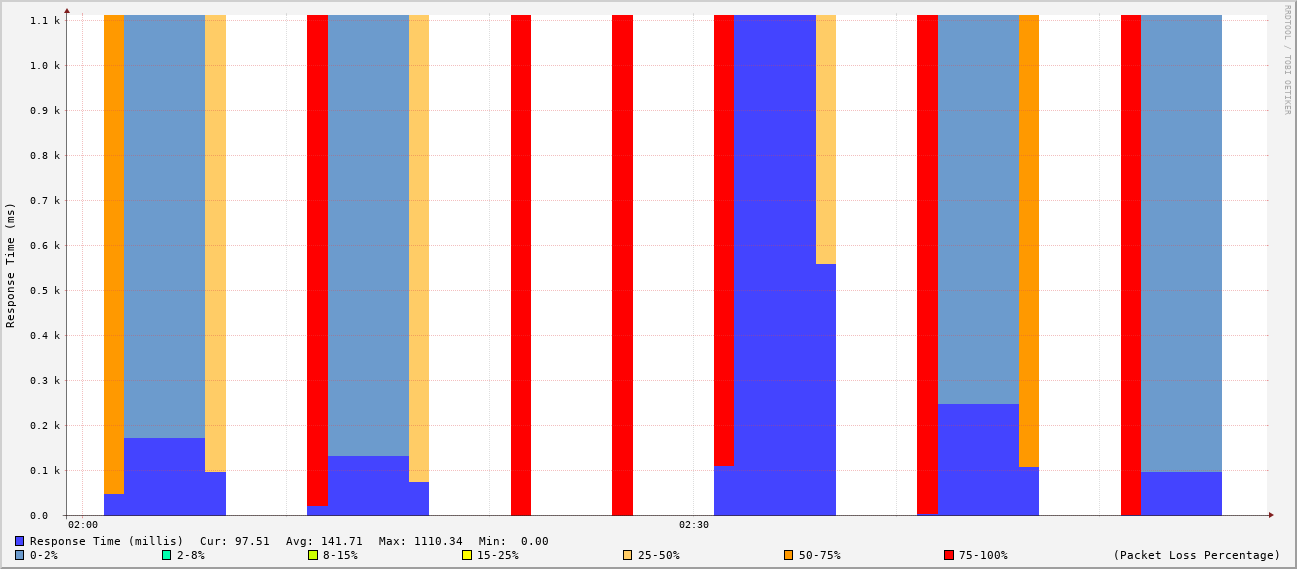 RRDTOOL / TOBI OETIKER
Response Time (ms)
1.1 k
1.0 k
0.9 k
0.8 k
0.7 k
0.6 k
0.5 k
0.4 k
0.3 k
0.2 k
0.1 k
0.0
02:00 02:30
Response Time (millis) Cur: 97.51 Avg: 141.71 Max: 1110.34 Min: 0.00
0-2% 2-8% 8-15% 15-25% 25-50% 50-75% 75-100% (Packet Loss Percentage)